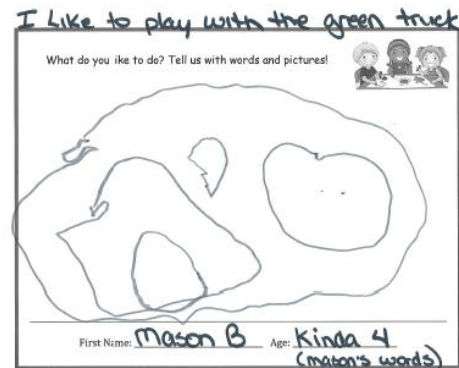 I Like to play with the green truck
What do you ike to do? Tell us with words and pictures!
First Name: Mason B Age: Kinda 4
(mason's words)